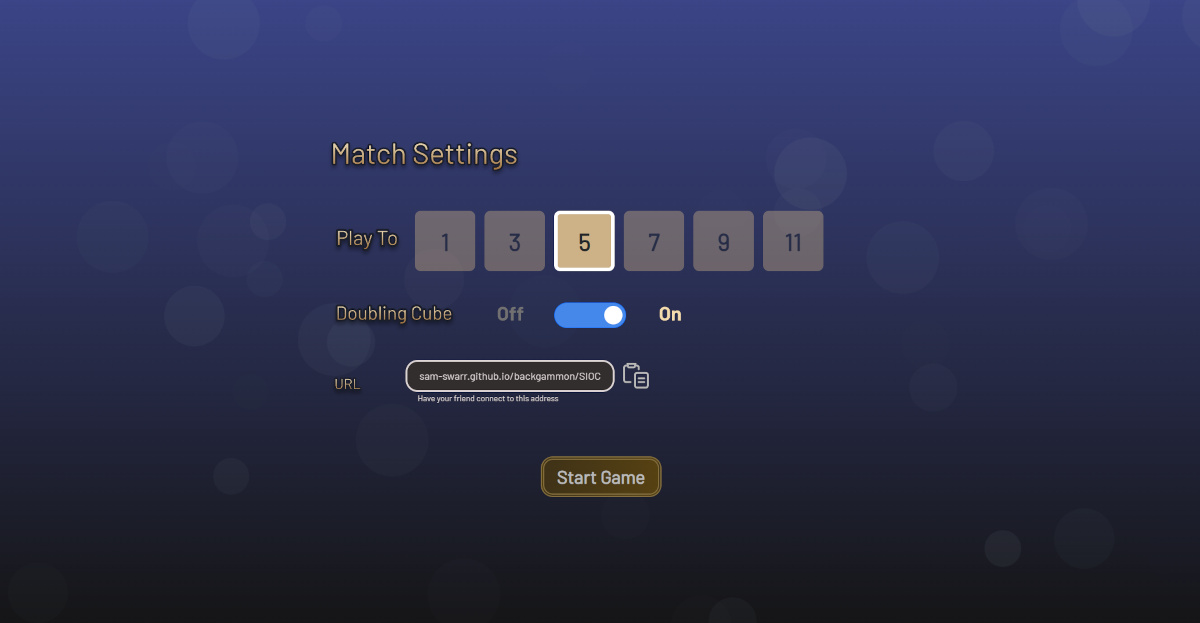 Match Settings
Play To 1 3 5 7 9 11
Doubling Cube Off On
URL sam-swarr.github.io/backgammon/SIOC
Have your friend connect to this address
Start Game